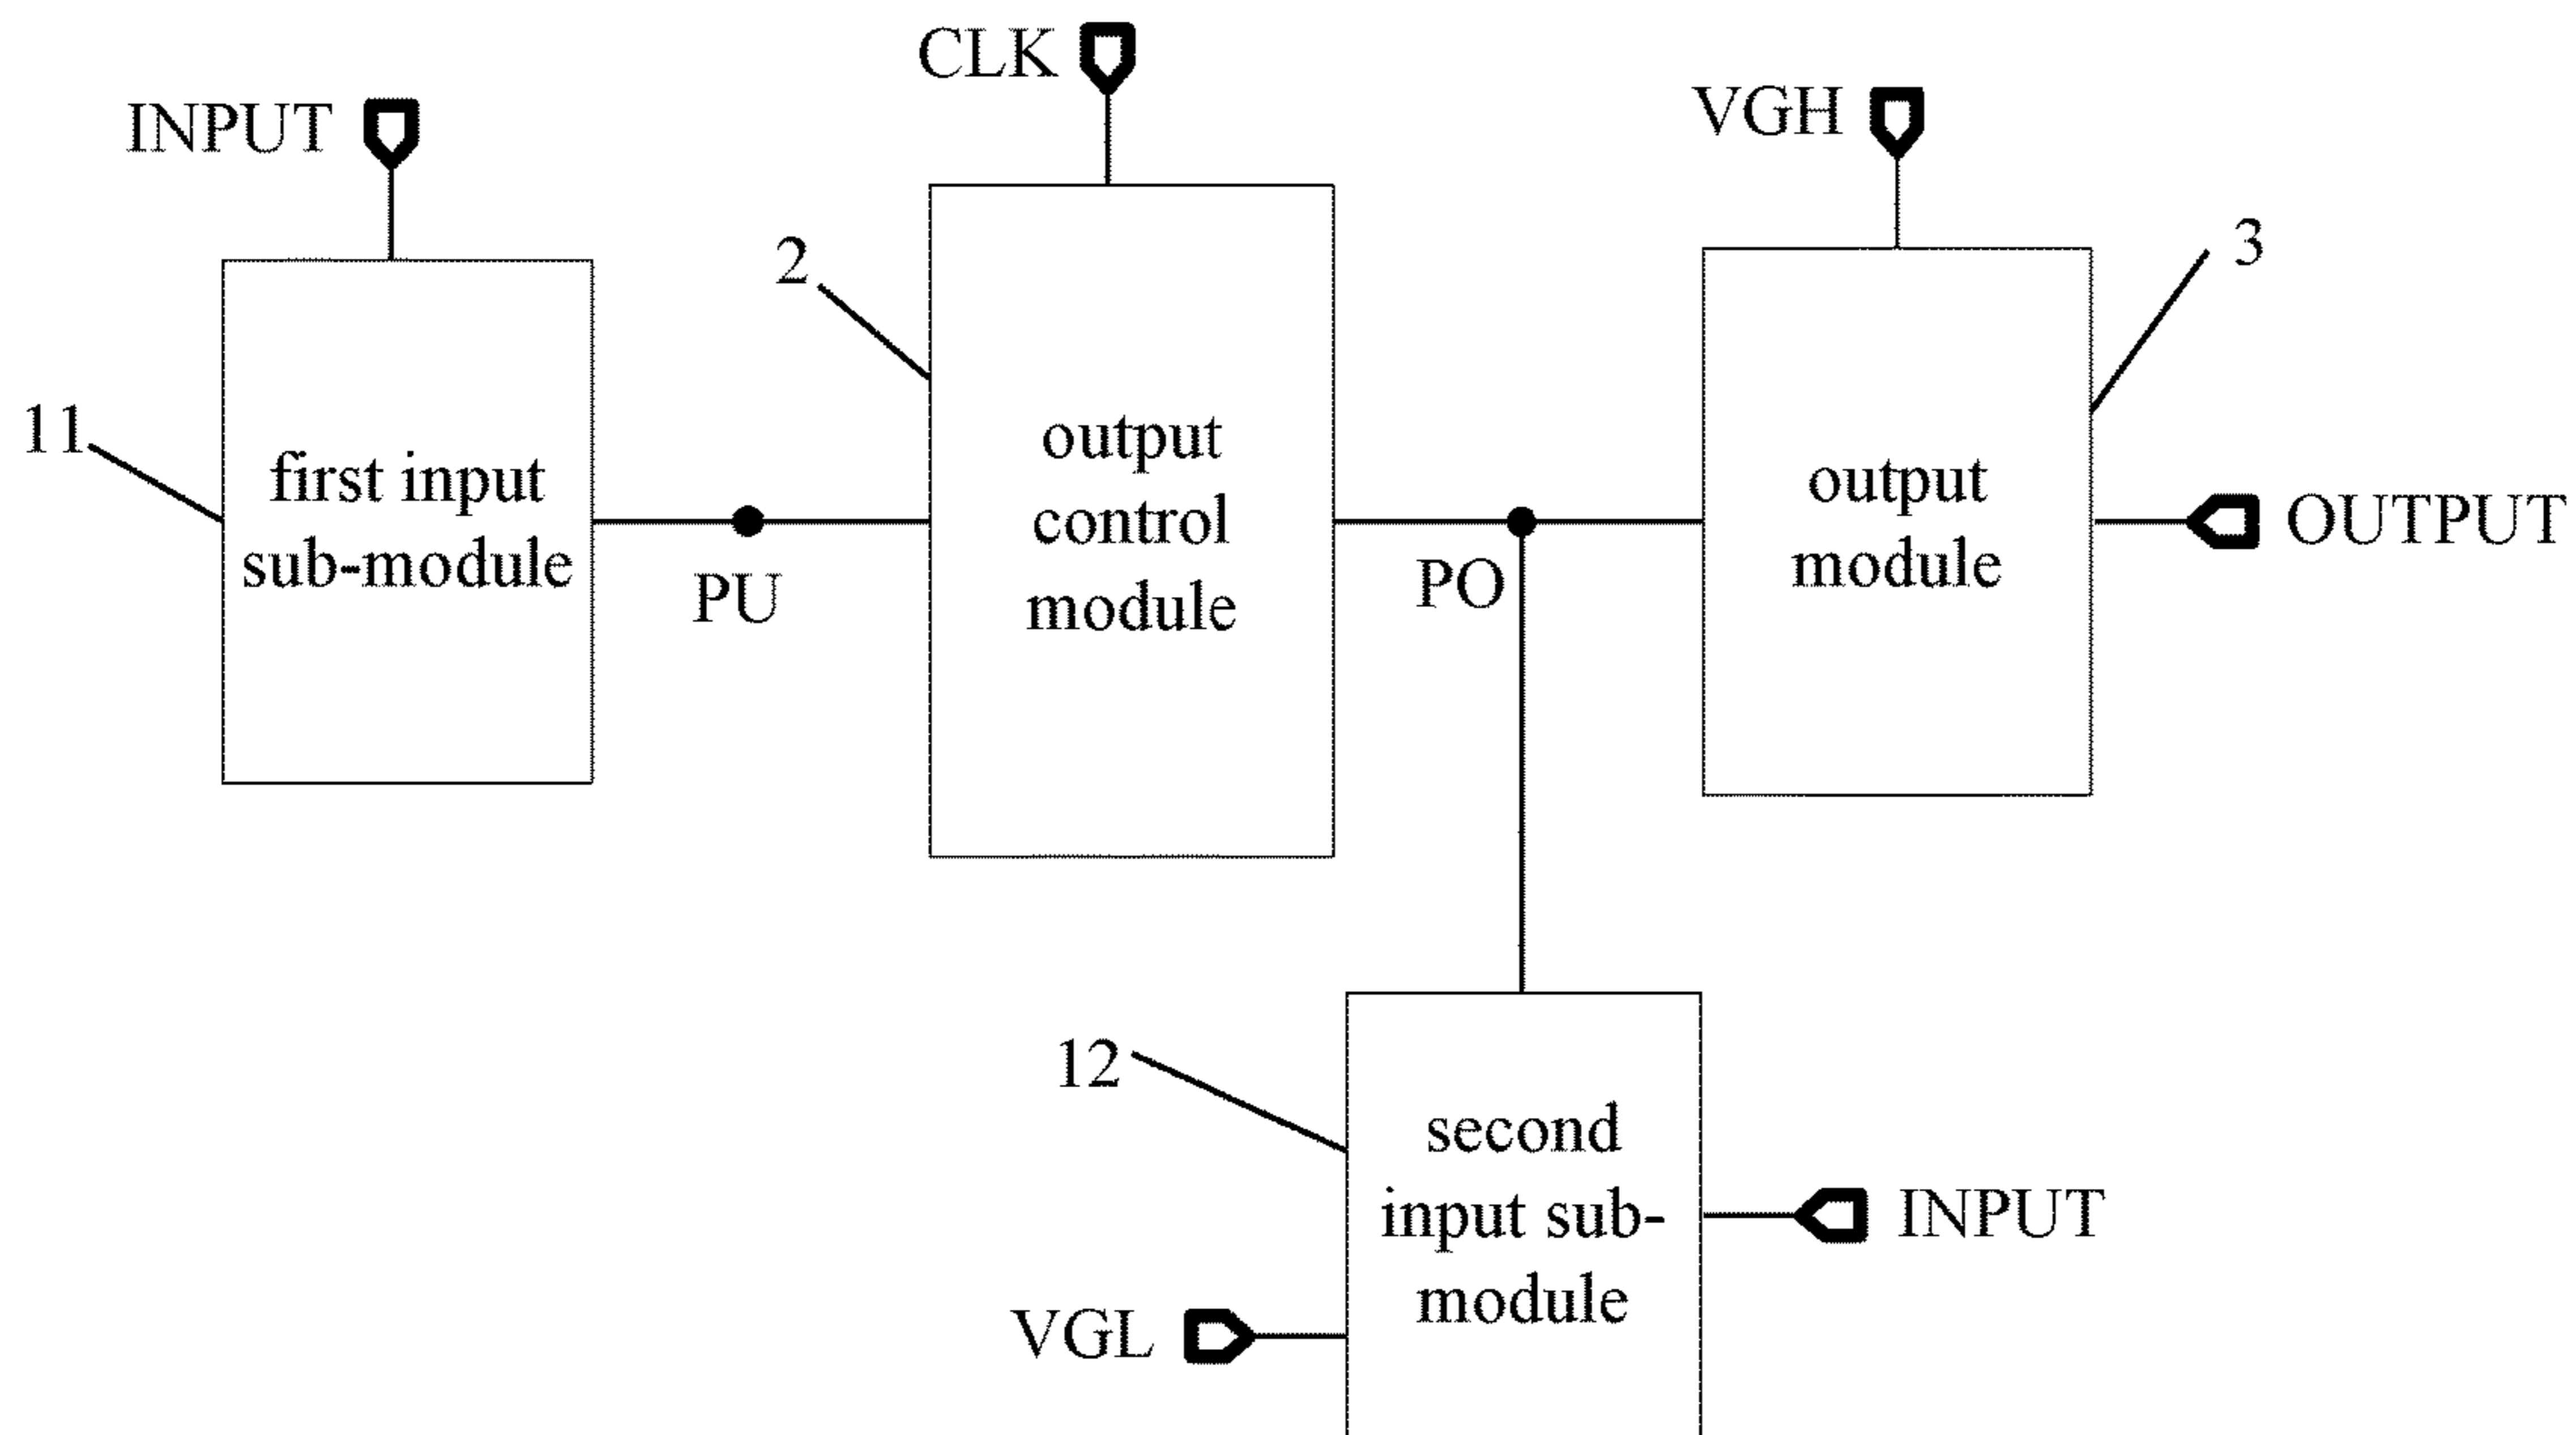 CLK
INPUT
VGH
2
3
11
first input
sub-module
PU
output
control
module
PO
output
module
OUTPUT
12
second
input sub-
module
INPUT
VGL